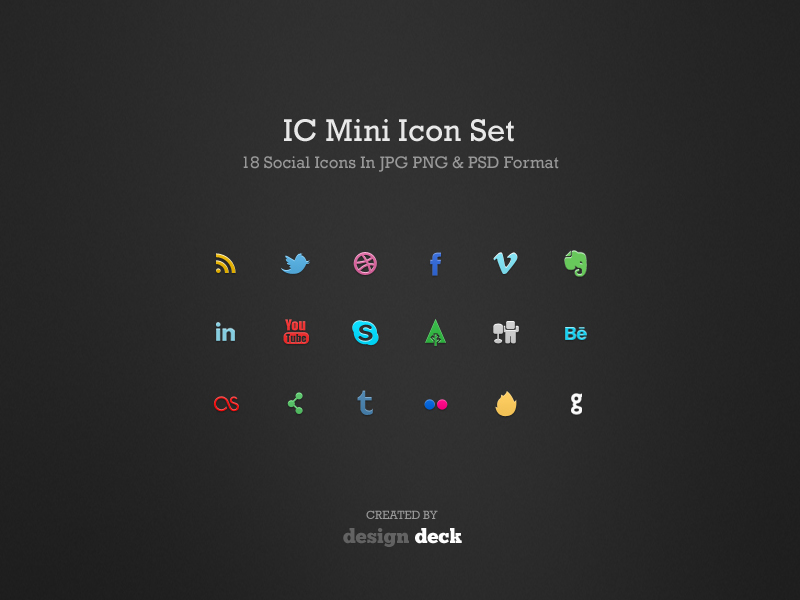 IC Mini Icon Set
18 Social Icons In JPG PNG & PSD Format
f
in
You
Tube
S
Bē
t
g
CREATED BY
design deck